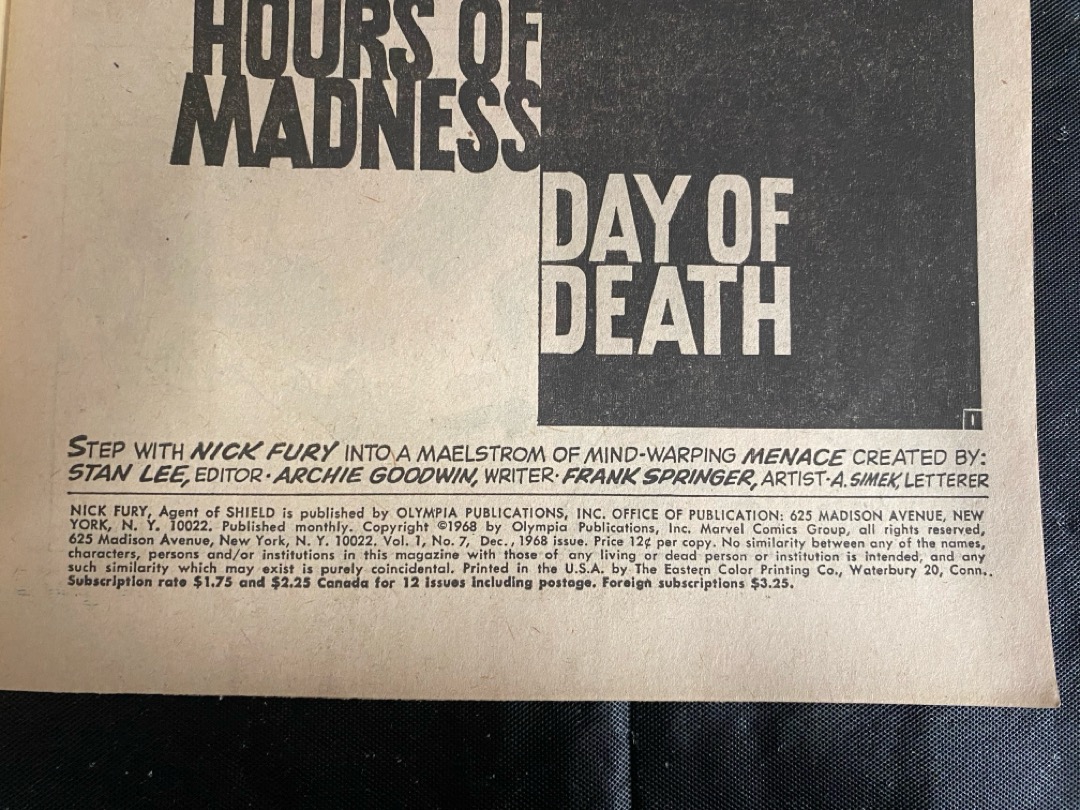 HOURS OF
MADNESS
DAY OF
DEATH
1
STEP WITH NICK FURY INTO A MAELSTROM OF MIND-WARPING MENACE CREATED BY:
STAN LEE, EDITOR · ARCHIE GOODWIN, WRITER · FRANK SPRINGER, ARTIST · A. SIMEK, LETTERER
NICK FURY, Agent of SHIELD is published by OLYMPIA PUBLICATIONS, INC. OFFICE OF PUBLICATION: 625 MADISON AVENUE, NEW
YORK, N. Y. 10022. Published monthly. Copyright ©1968 by Olympia Publications, Inc. Marvel Comics Group, all rights reserved,
625 Madison Avenue, New York, N. Y. 10022. Vol. 1, No. 7, Dec., 1968 issue. Price 12¢ per copy. No similarity between any of the names,
characters, persons and/or institutions in this magazine with those of any living or dead person or institution is intended, and any
such similarity which may exist is purely coincidental. Printed in the U.S.A. by The Eastern Color Printing Co., Waterbury 20, Conn..
Subscription rate $1.75 and $2.25 Canada for 12 issues including postage. Foreign subscriptions $3.25.